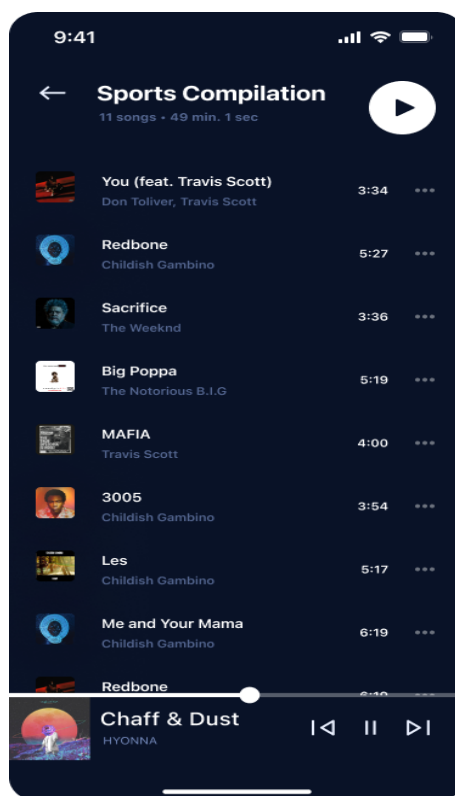 9:41
Sports Compilation
11 songs • 49 min. 1 sec
You (feat. Travis Scott)
3:34
Don Toliver, Travis Scott
Redbone
5:27
Childish Gambino
Sacrifice
3:36
The Weeknd
Big Poppa
5:19
The Notorious B.I.G
MAFIA
4:00
Travis Scott
3005
3:54
Childish Gambino
Les
5:17
Childish Gambino
Me and Your Mama
6:19
Childish Gambino
Redbone
6:19
Chaff & Dust
HYONNA